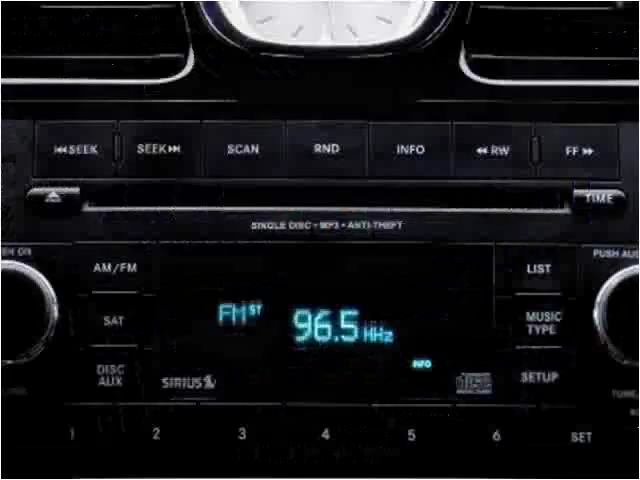 SEEK SEEK SCAN RND INFO RW FF
TIME
SINGLE DISC • MP3 • ANTI-THEFT
AM/FM
LIST
PUSH
FM ST 96.5 MHz
SAT
MUSIC
TYPE
INFO
DISC
AUX
SIRIUS
SETUP
1 2 3 4 5 6 SET